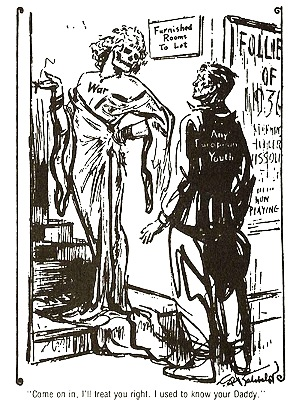 Furnished
Rooms
To Let
FOLLIES
OF
1936
HITLER
NOW
PLAYING
War
Any
European
Youth
"Come on in, I'll treat you right. I used to know your Daddy."